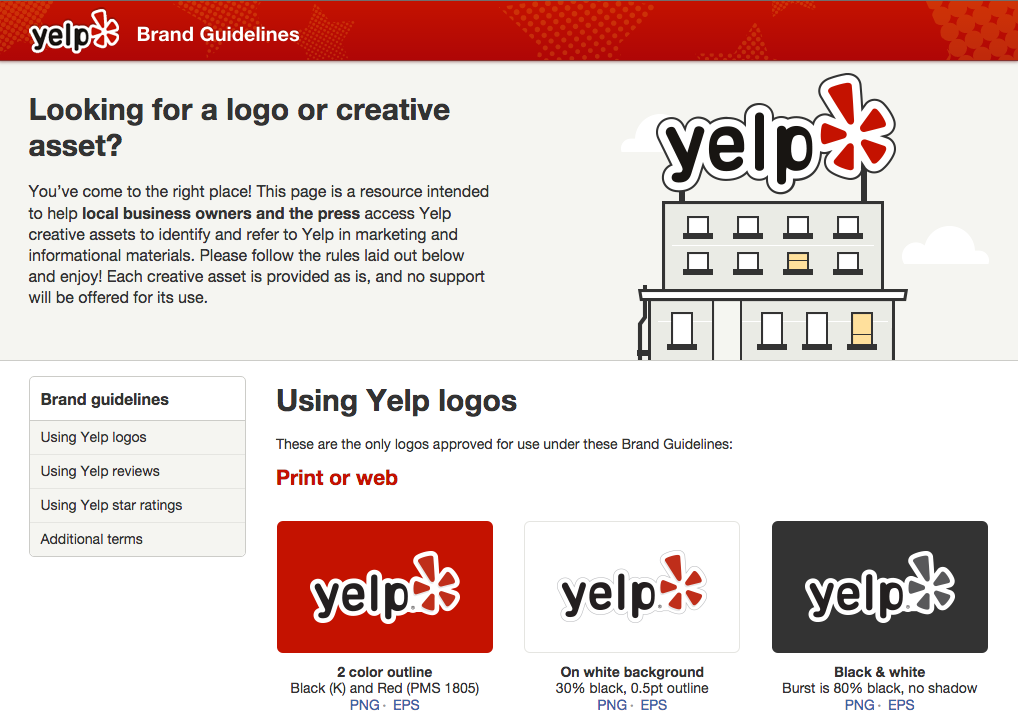 yelp Brand Guidelines
Looking for a logo or creative
asset?
You've come to the right place! This page is a resource intended
to help local business owners and the press access Yelp
creative assets to identify and refer to Yelp in marketing and
informational materials. Please follow the rules laid out below
and enjoy! Each creative asset is provided as is, and no support
will be offered for its use.
yelp
Brand guidelines
Using Yelp logos
Using Yelp reviews
Using Yelp star ratings
Additional terms
Using Yelp logos
These are the only logos approved for use under these Brand Guidelines:
Print or web
yelp
yelp
yelp
2 color outline
Black (K) and Red (PMS 1805)
PNG · EPS
On white background
30% black, 0.5pt outline
PNG · EPS
Black & white
Burst is 80% black, no shadow
PNG · EPS